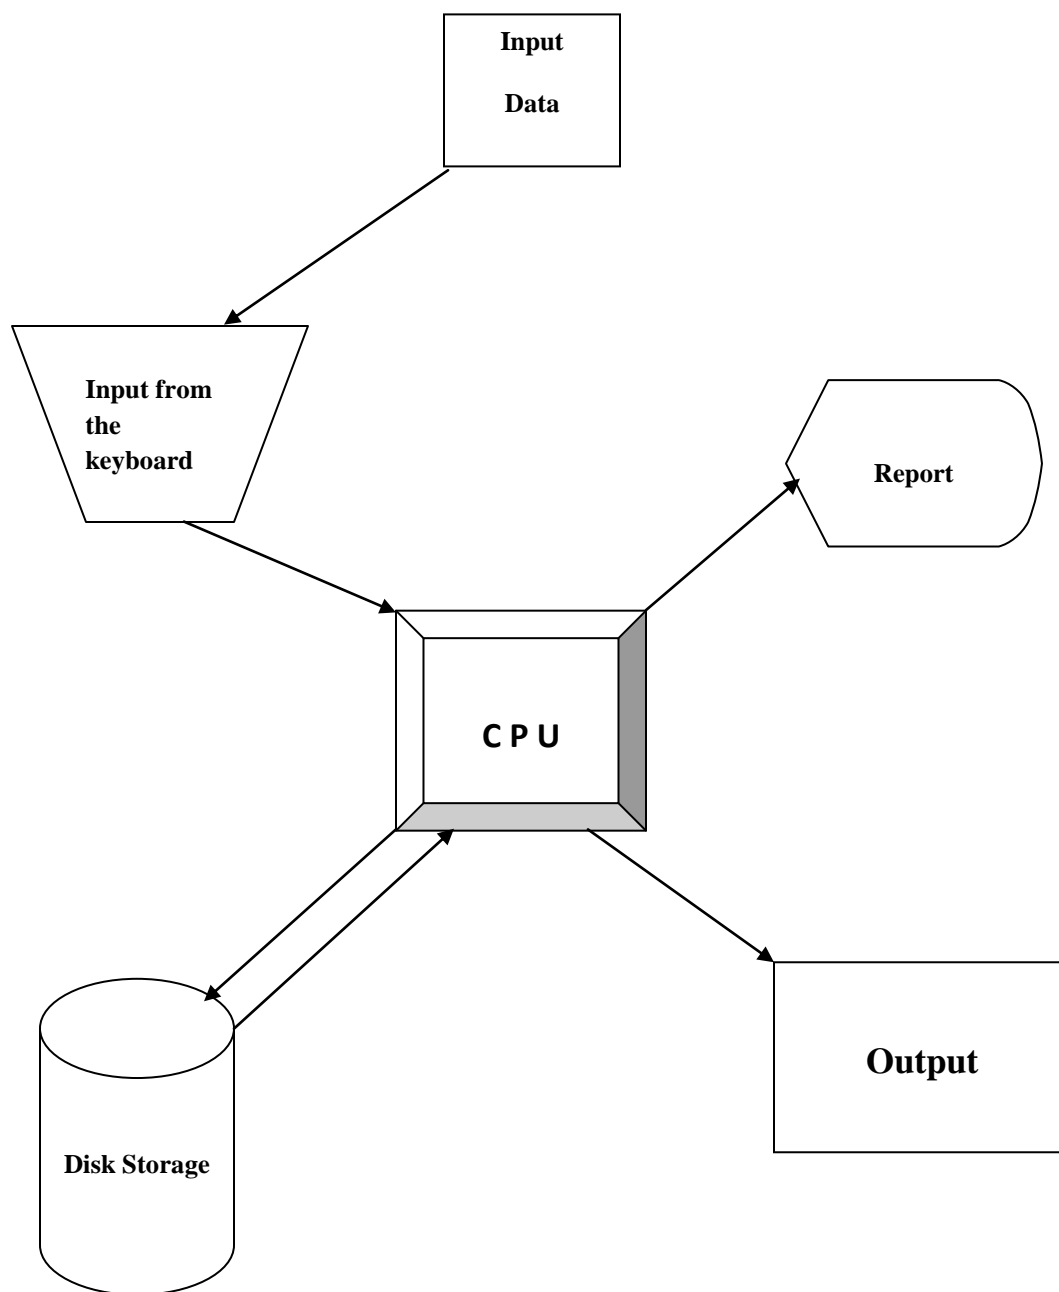 Input
Data
Input from
the
keyboard
Report
C P U
Output
Disk Storage